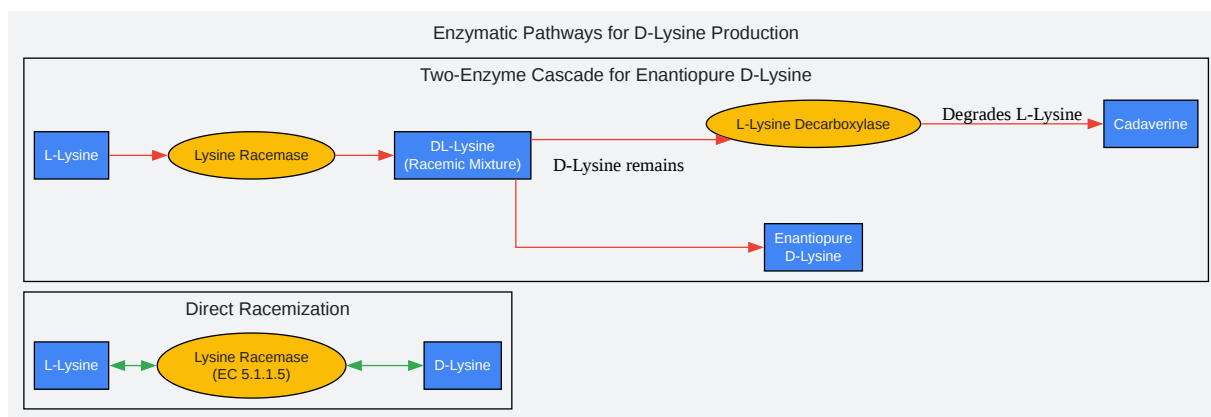 Enzymatic Pathways for D-Lysine Production
Two-Enzyme Cascade for Enantiopure D-Lysine
L-Lysine
Lysine Racemase
DL-Lysine
(Racemic Mixture)
D-Lysine remains
L-Lysine Decarboxylase
Degrades L-Lysine
Cadaverine
Enantiopure
D-Lysine
Direct Racemization
L-Lysine
Lysine Racemase
(EC 5.1.1.5)
D-Lysine